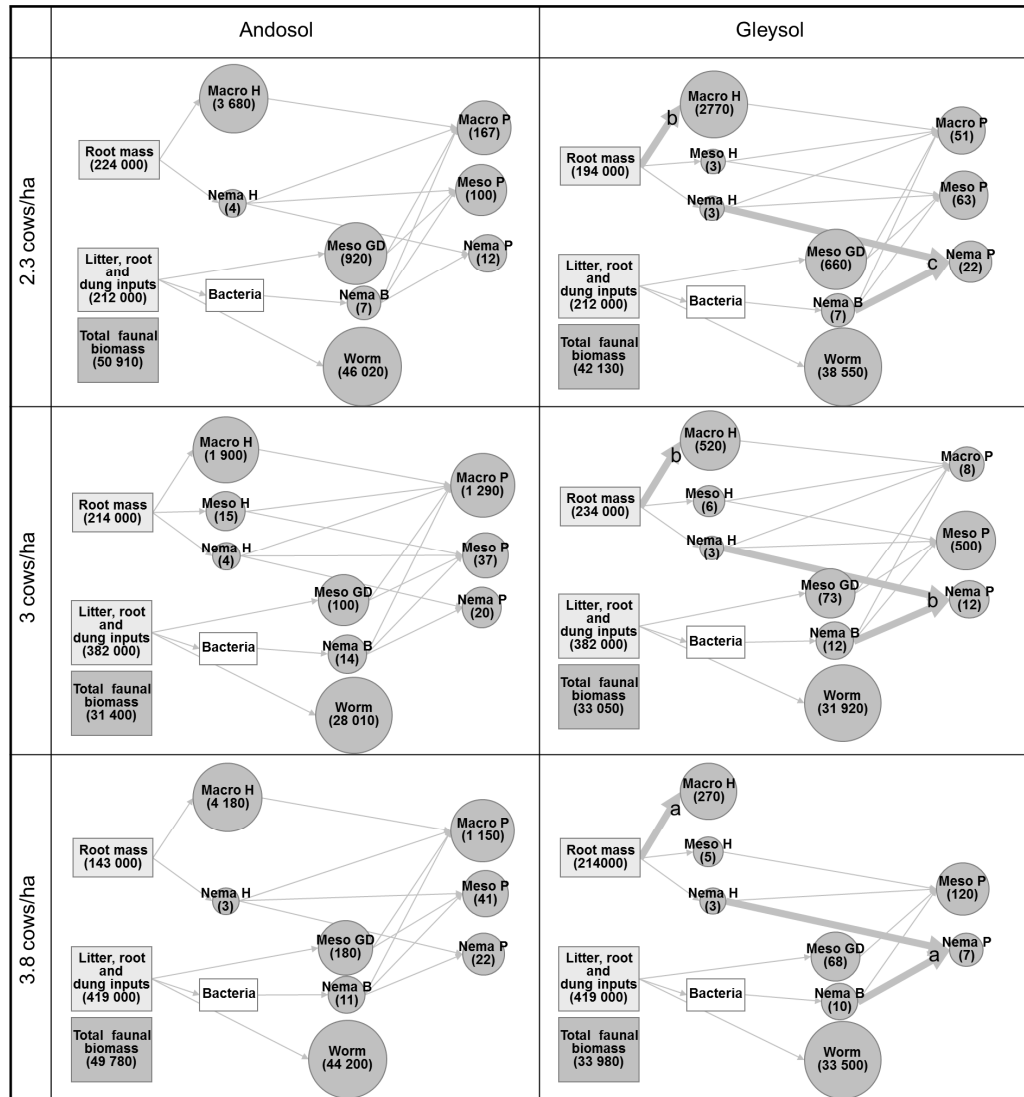 Andosol
Gleysol
2.3 cows/ha
Macro H
(3 680)
Root mass
(224 000)
Nema H
(4)
Macro P
(167)
Meso P
(100)
Nema P
(12)
Meso GD
(920)
Litter, root
and
dung inputs
(212 000)
Bacteria
Nema B
(7)
Total faunal
biomass
(50 910)
Worm
(46 020)
Macro H
(2770)
b
Root mass
(194 000)
Meso H
(3)
Nema H
(3)
Macro P
(51)
Meso P
(63)
Nema P
(22)
c
Meso GD
(660)
Litter, root
and
dung inputs
(212 000)
Bacteria
Nema B
(7)
Total faunal
biomass
(42 130)
Worm
(38 550)
3 cows/ha
Macro H
(1 900)
Root mass
(214 000)
Meso H
(15)
Nema H
(4)
Macro P
(1 290)
Meso P
(37)
Nema P
(20)
Meso GD
(100)
Litter, root
and
dung inputs
(382 000)
Bacteria
Nema B
(14)
Total faunal
biomass
(31 400)
Worm
(28 010)
Macro H
(520)
b
Root mass
(234 000)
Meso H
(6)
Nema H
(3)
Macro P
(8)
Meso P
(500)
Nema P
(12)
b
Meso GD
(73)
Litter, root
and
dung inputs
(382 000)
Bacteria
Nema B
(12)
Total faunal
biomass
(33 050)
Worm
(31 920)
3.8 cows/ha
Macro H
(4 180)
Root mass
(143 000)
Nema H
(3)
Macro P
(1 150)
Meso P
(41)
Nema P
(22)
Meso GD
(180)
Litter, root
and
dung inputs
(419 000)
Bacteria
Nema B
(11)
Total faunal
biomass
(49 780)
Worm
(44 200)
Macro H
(270)
a
Root mass
(214000)
Meso H
(5)
Nema H
(3)
Meso P
(120)
Nema P
(7)
a
Meso GD
(68)
Litter, root
and
dung inputs
(419 000)
Bacteria
Nema B
(10)
Total faunal
biomass
(33 980)
Worm
(33 500)